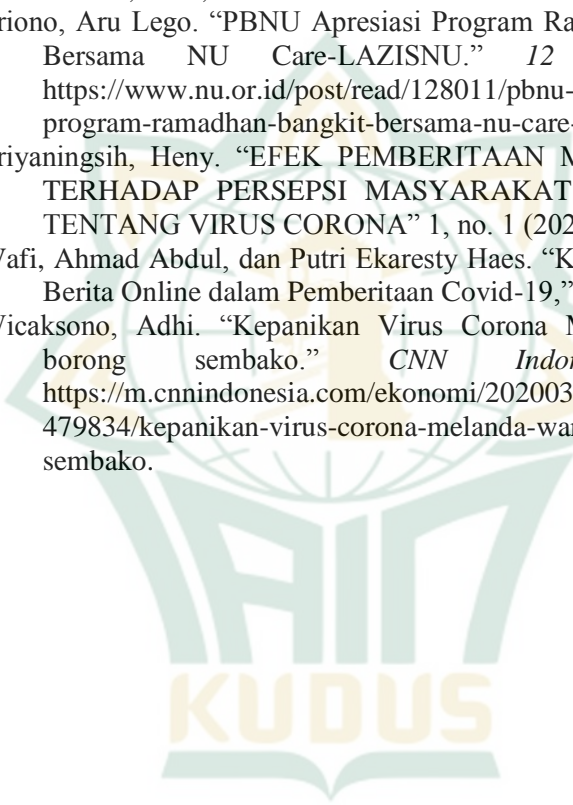 riono, Aru Lego. “PBNU Apresiasi Program Ra
Bersama NU Care-LAZISNU.” 12
https://www.nu.or.id/post/read/128011/pbnu-
program-ramadhan-bangkit-bersama-nu-care-
riyaningsih, Heny. “EFEK PEMBERITAAN M
TERHADAP PERSEPSI MASYARAKAT
TENTANG VIRUS CORONA” 1, no. 1 (202
Vafi, Ahmad Abdul, dan Putri Ekaresty Haes. “K
Berita Online dalam Pemberitaan Covid-19,”
Vicaksono, Adhi. “Kepanikan Virus Corona M
borong sembako.” CNN Indor
https://m.cnnindonesia.com/ekonomi/202003
479834/kepanikan-virus-corona-melanda-war
sembako.
IAIN
KUDUS